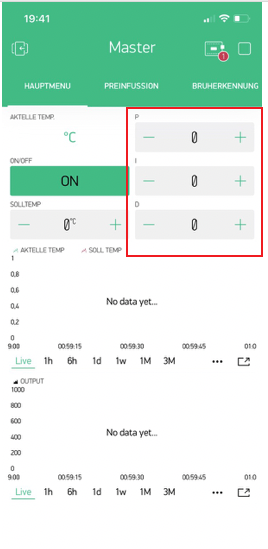 19:41
Master
1
HAUPTMENU PREINFUSSION BRUHERKENNUNG
AKTELLE TEMP. P
°C — 0 +
ON/OFF I
ON — 0 +
SOLLTEMP D
— 0°C + — 0 +
AKTELLE TEMP SOLL TEMP
1
0,8
0,6
0,4
No data yet...
0,2
0
9:00 00:59:15 00:59:30 00:59:45 01:0
Live 1h 6h 1d 1w 1M 3M ...
OUTPUT
1000
800
600
No data yet...
400
200
0
9:00 00:59:15 00:59:30 00:59:45 01:0
Live 1h 6h 1d 1w 1M 3M ...